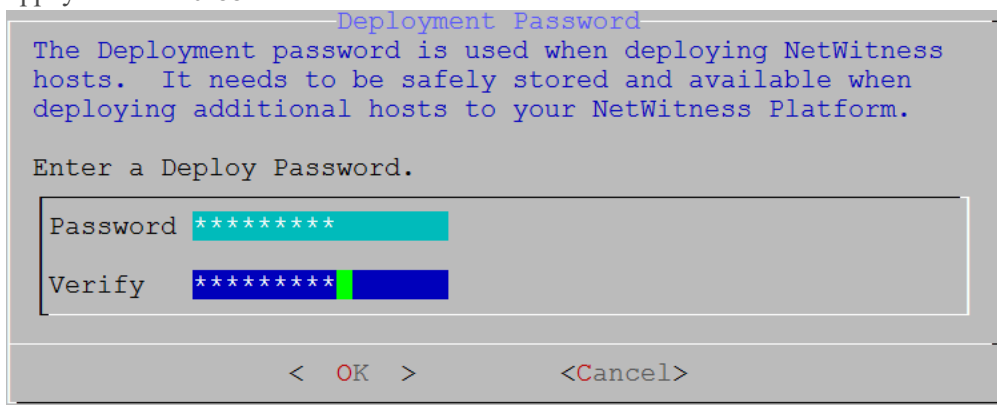 Deployment Password
The Deployment password is used when deploying NetWitness
hosts.  It needs to be safely stored and available when
deploying additional hosts to your NetWitness Platform.
Enter a Deploy Password.
Password *********
Verify *********
<  OK  > <Cancel>